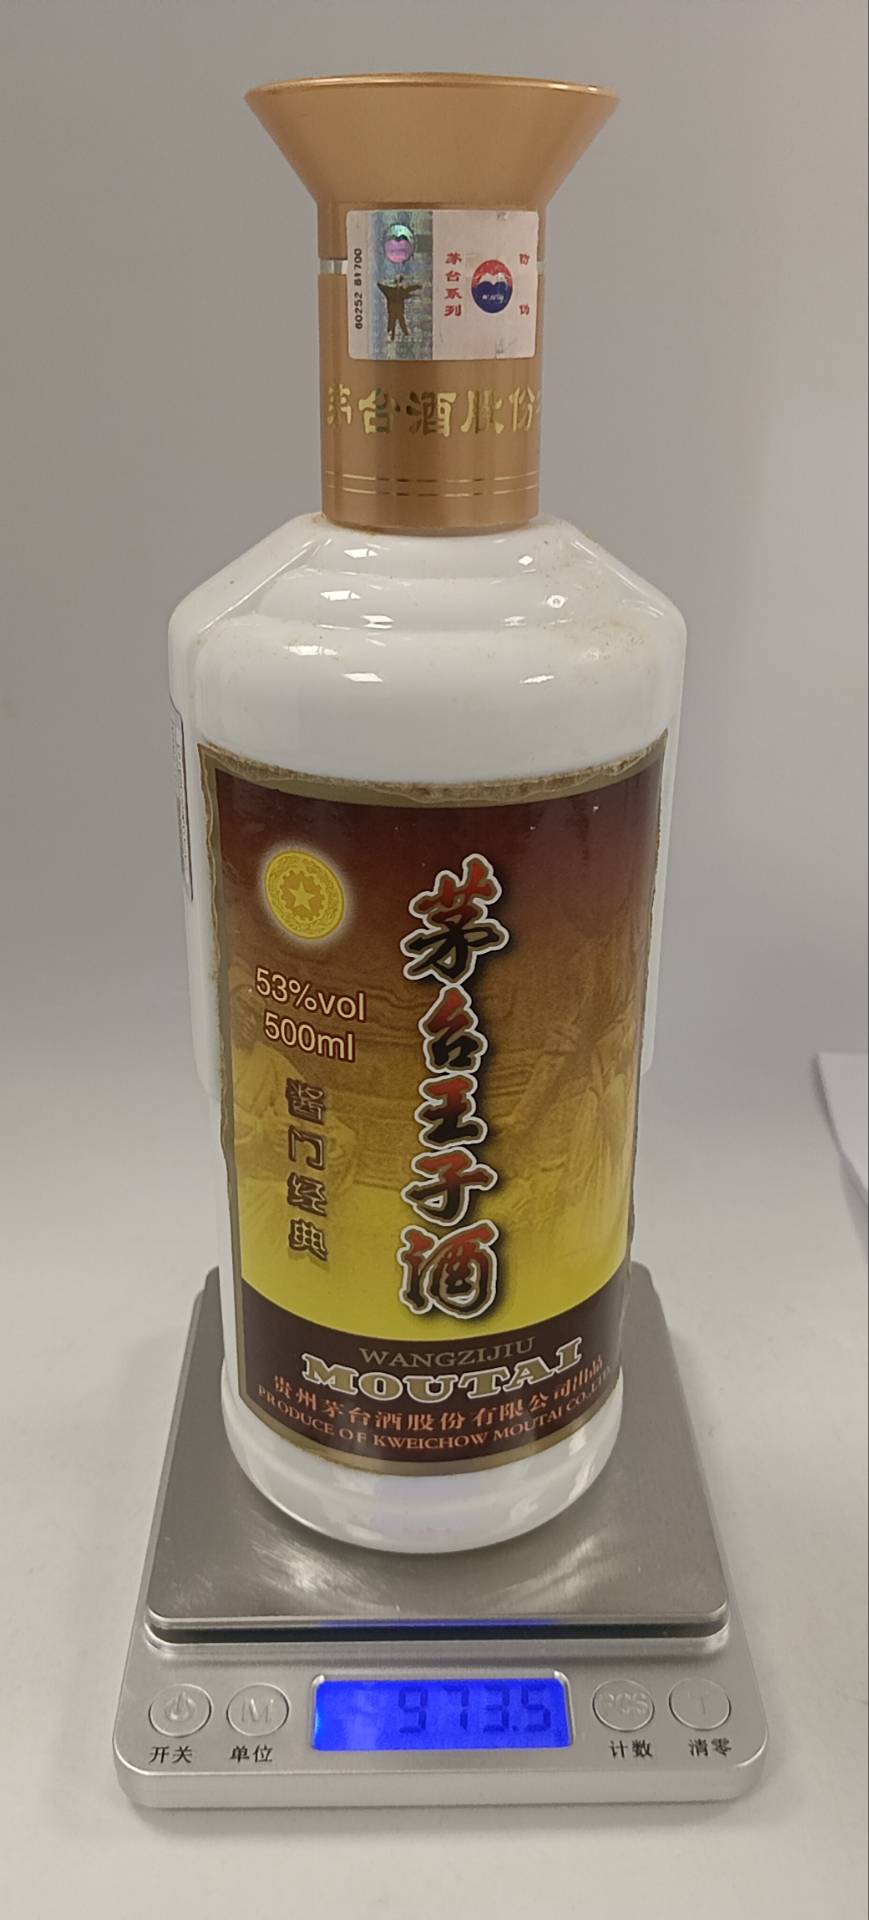 60252 81700
茅台系列
防伪
茅台酒股份
53%vol
500ml
酱门经典
茅台王子酒
WANGZIJIU
MOUTAI
贵州茅台酒股份有限公司出品
PRODUCE OF KWEICHOW MOUTAI CO.,LTD.
973.5
M
PCS
T
开关
单位
计数
清零